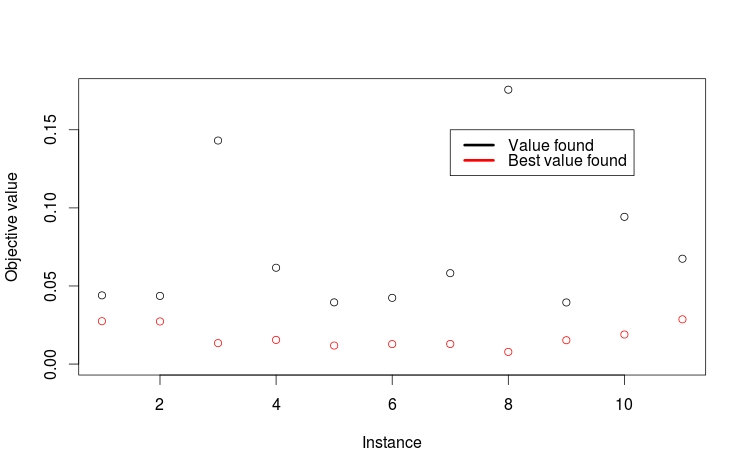 Objective value
0.15
0.10
0.05
0.00
Value found
Best value found
2 4 6 8 10
Instance